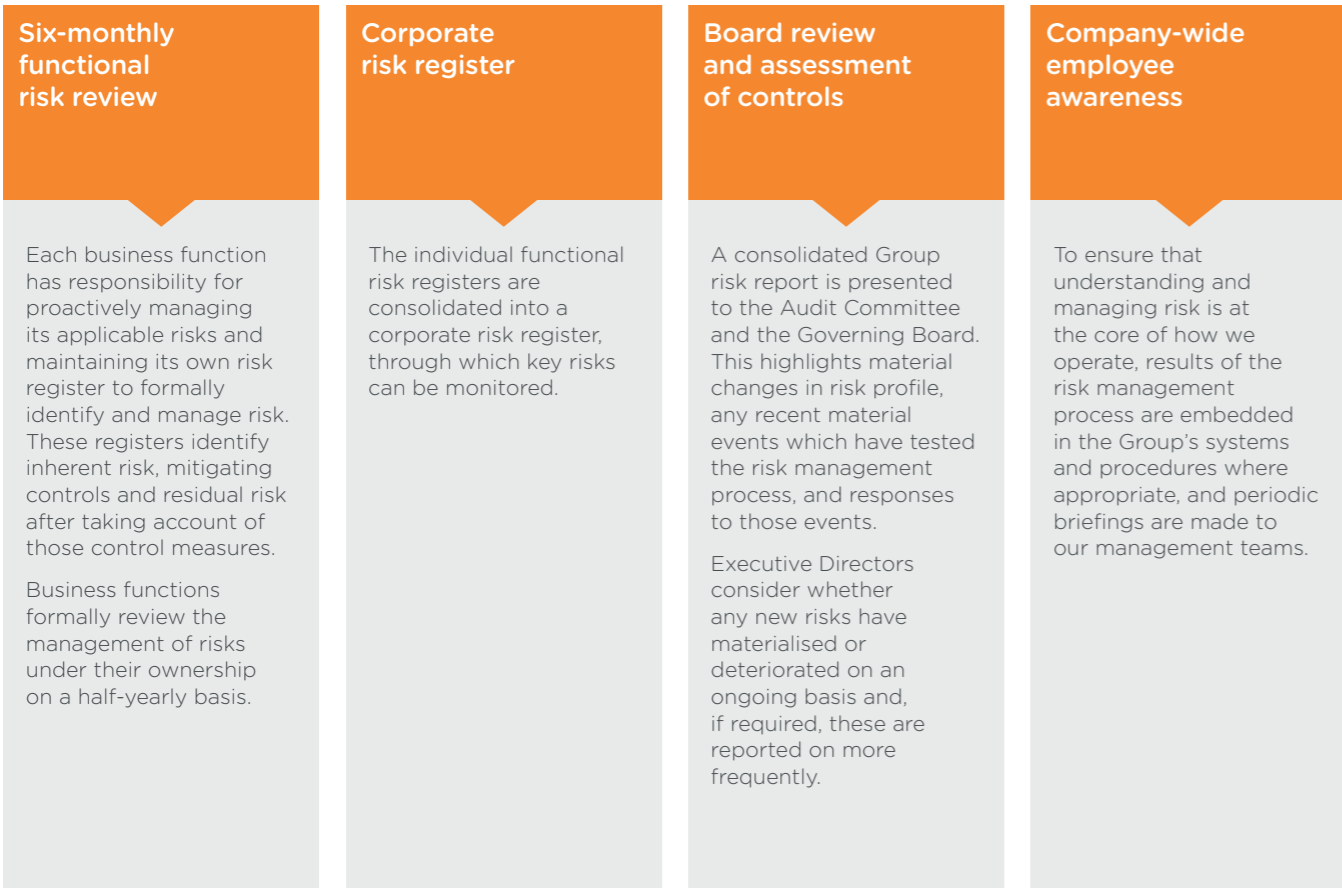 Six-monthly
functional
risk review
Each business function
has responsibility for
proactively managing
its applicable risks and
maintaining its own risk
register to formally
identify and manage risk.
These registers identify
inherent risk, mitigating
controls and residual risk
after taking account of
those control measures.
Business functions
formally review the
management of risks
under their ownership
on a half-yearly basis.
Corporate
risk register
The individual functional
risk registers are
consolidated into a
corporate risk register,
through which key risks
can be monitored.
Board review
and assessment
of controls
A consolidated Group
risk report is presented
to the Audit Committee
and the Governing Board.
This highlights material
changes in risk profile,
any recent material
events which have tested
the risk management
process, and responses
to those events.
Executive Directors
consider whether
any new risks have
materialised or
deteriorated on an
ongoing basis and,
if required, these are
reported on more
frequently.
Company-wide
employee
awareness
To ensure that
understanding and
managing risk is at
the core of how we
operate, results of the
risk management
process are embedded
in the Group’s systems
and procedures where
appropriate, and periodic
briefings are made to
our management teams.